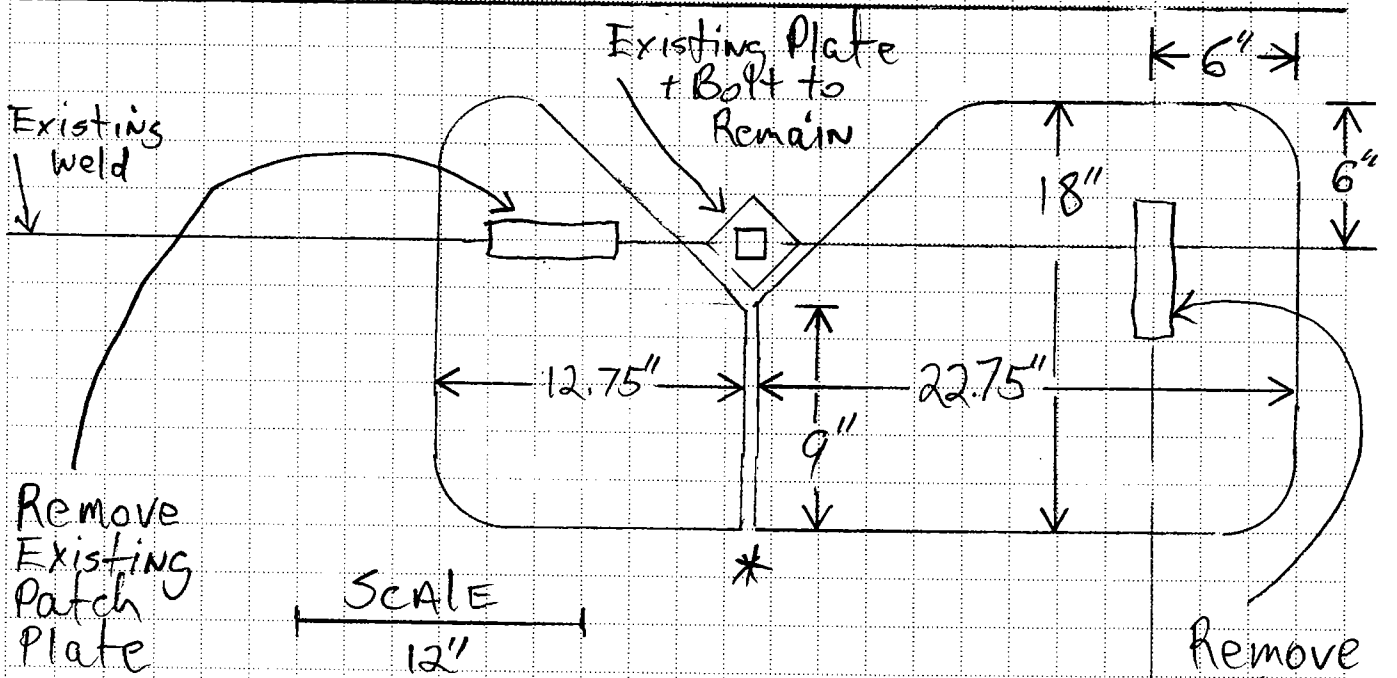 Existing Plate
+ Bolt to
Remain
6"
Existing
Weld
18"
6"
12.75"
22.75"
9"
*
Remove
Existing
Patch
Plate
SCALE
12"
Remove